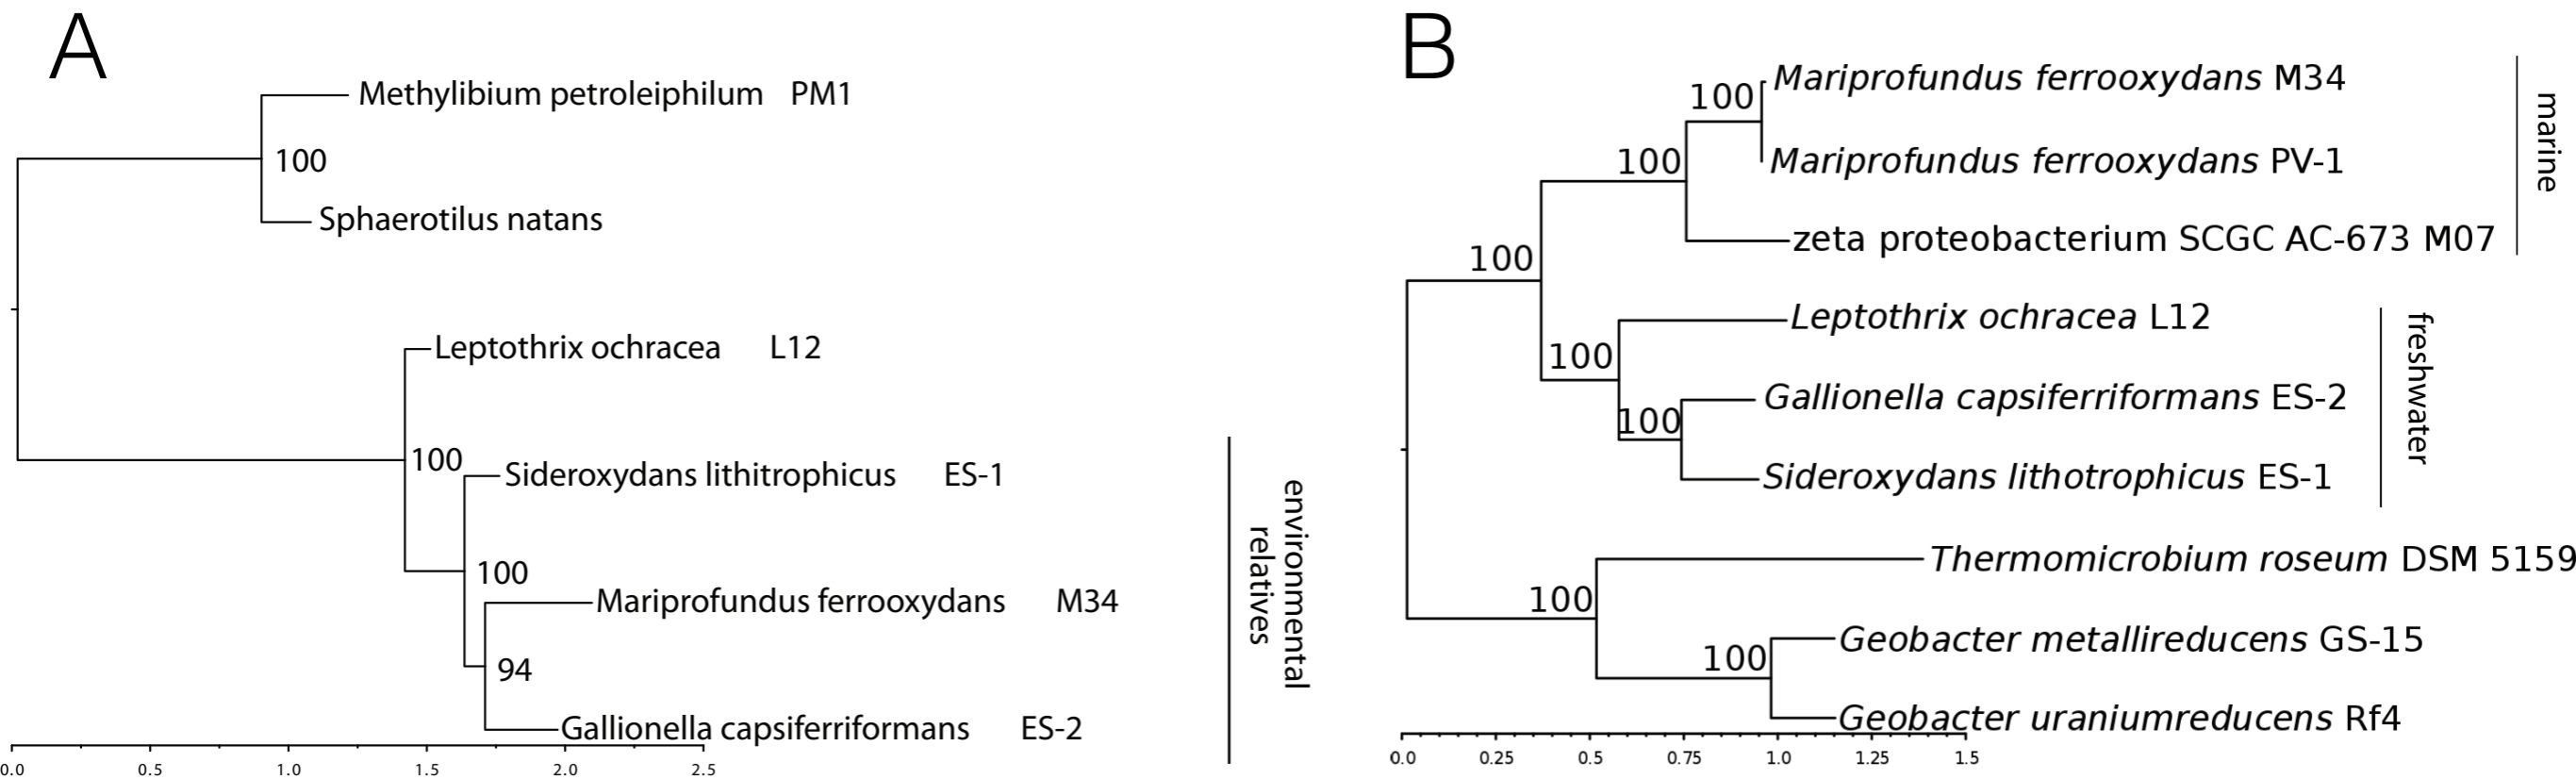 A
Methylibium petroleiphilum PM1
100
Sphaerotilus natans
Leptothrix ochracea L12
100
Sideroxydans lithitrophicus ES-1
100
Mariprofundus ferrooxydans M34
94
Gallionella capsiferriformans ES-2
environmental
relatives
0.0 0.5 1.0 1.5 2.0 2.5
B
Mariprofundus ferrooxydans M34
100
Mariprofundus ferrooxydans PV-1
100
zeta proteobacterium SCGC AC-673 M07
marine
100
Leptothrix ochracea L12
100
Gallionella capsiferriformans ES-2
100
Sideroxydans lithotrophicus ES-1
freshwater
Thermomicrobium roseum DSM 5159
100
Geobacter metallireducens GS-15
100
Geobacter uraniumreducens Rf4
0.0 0.25 0.5 0.75 1.0 1.25 1.5